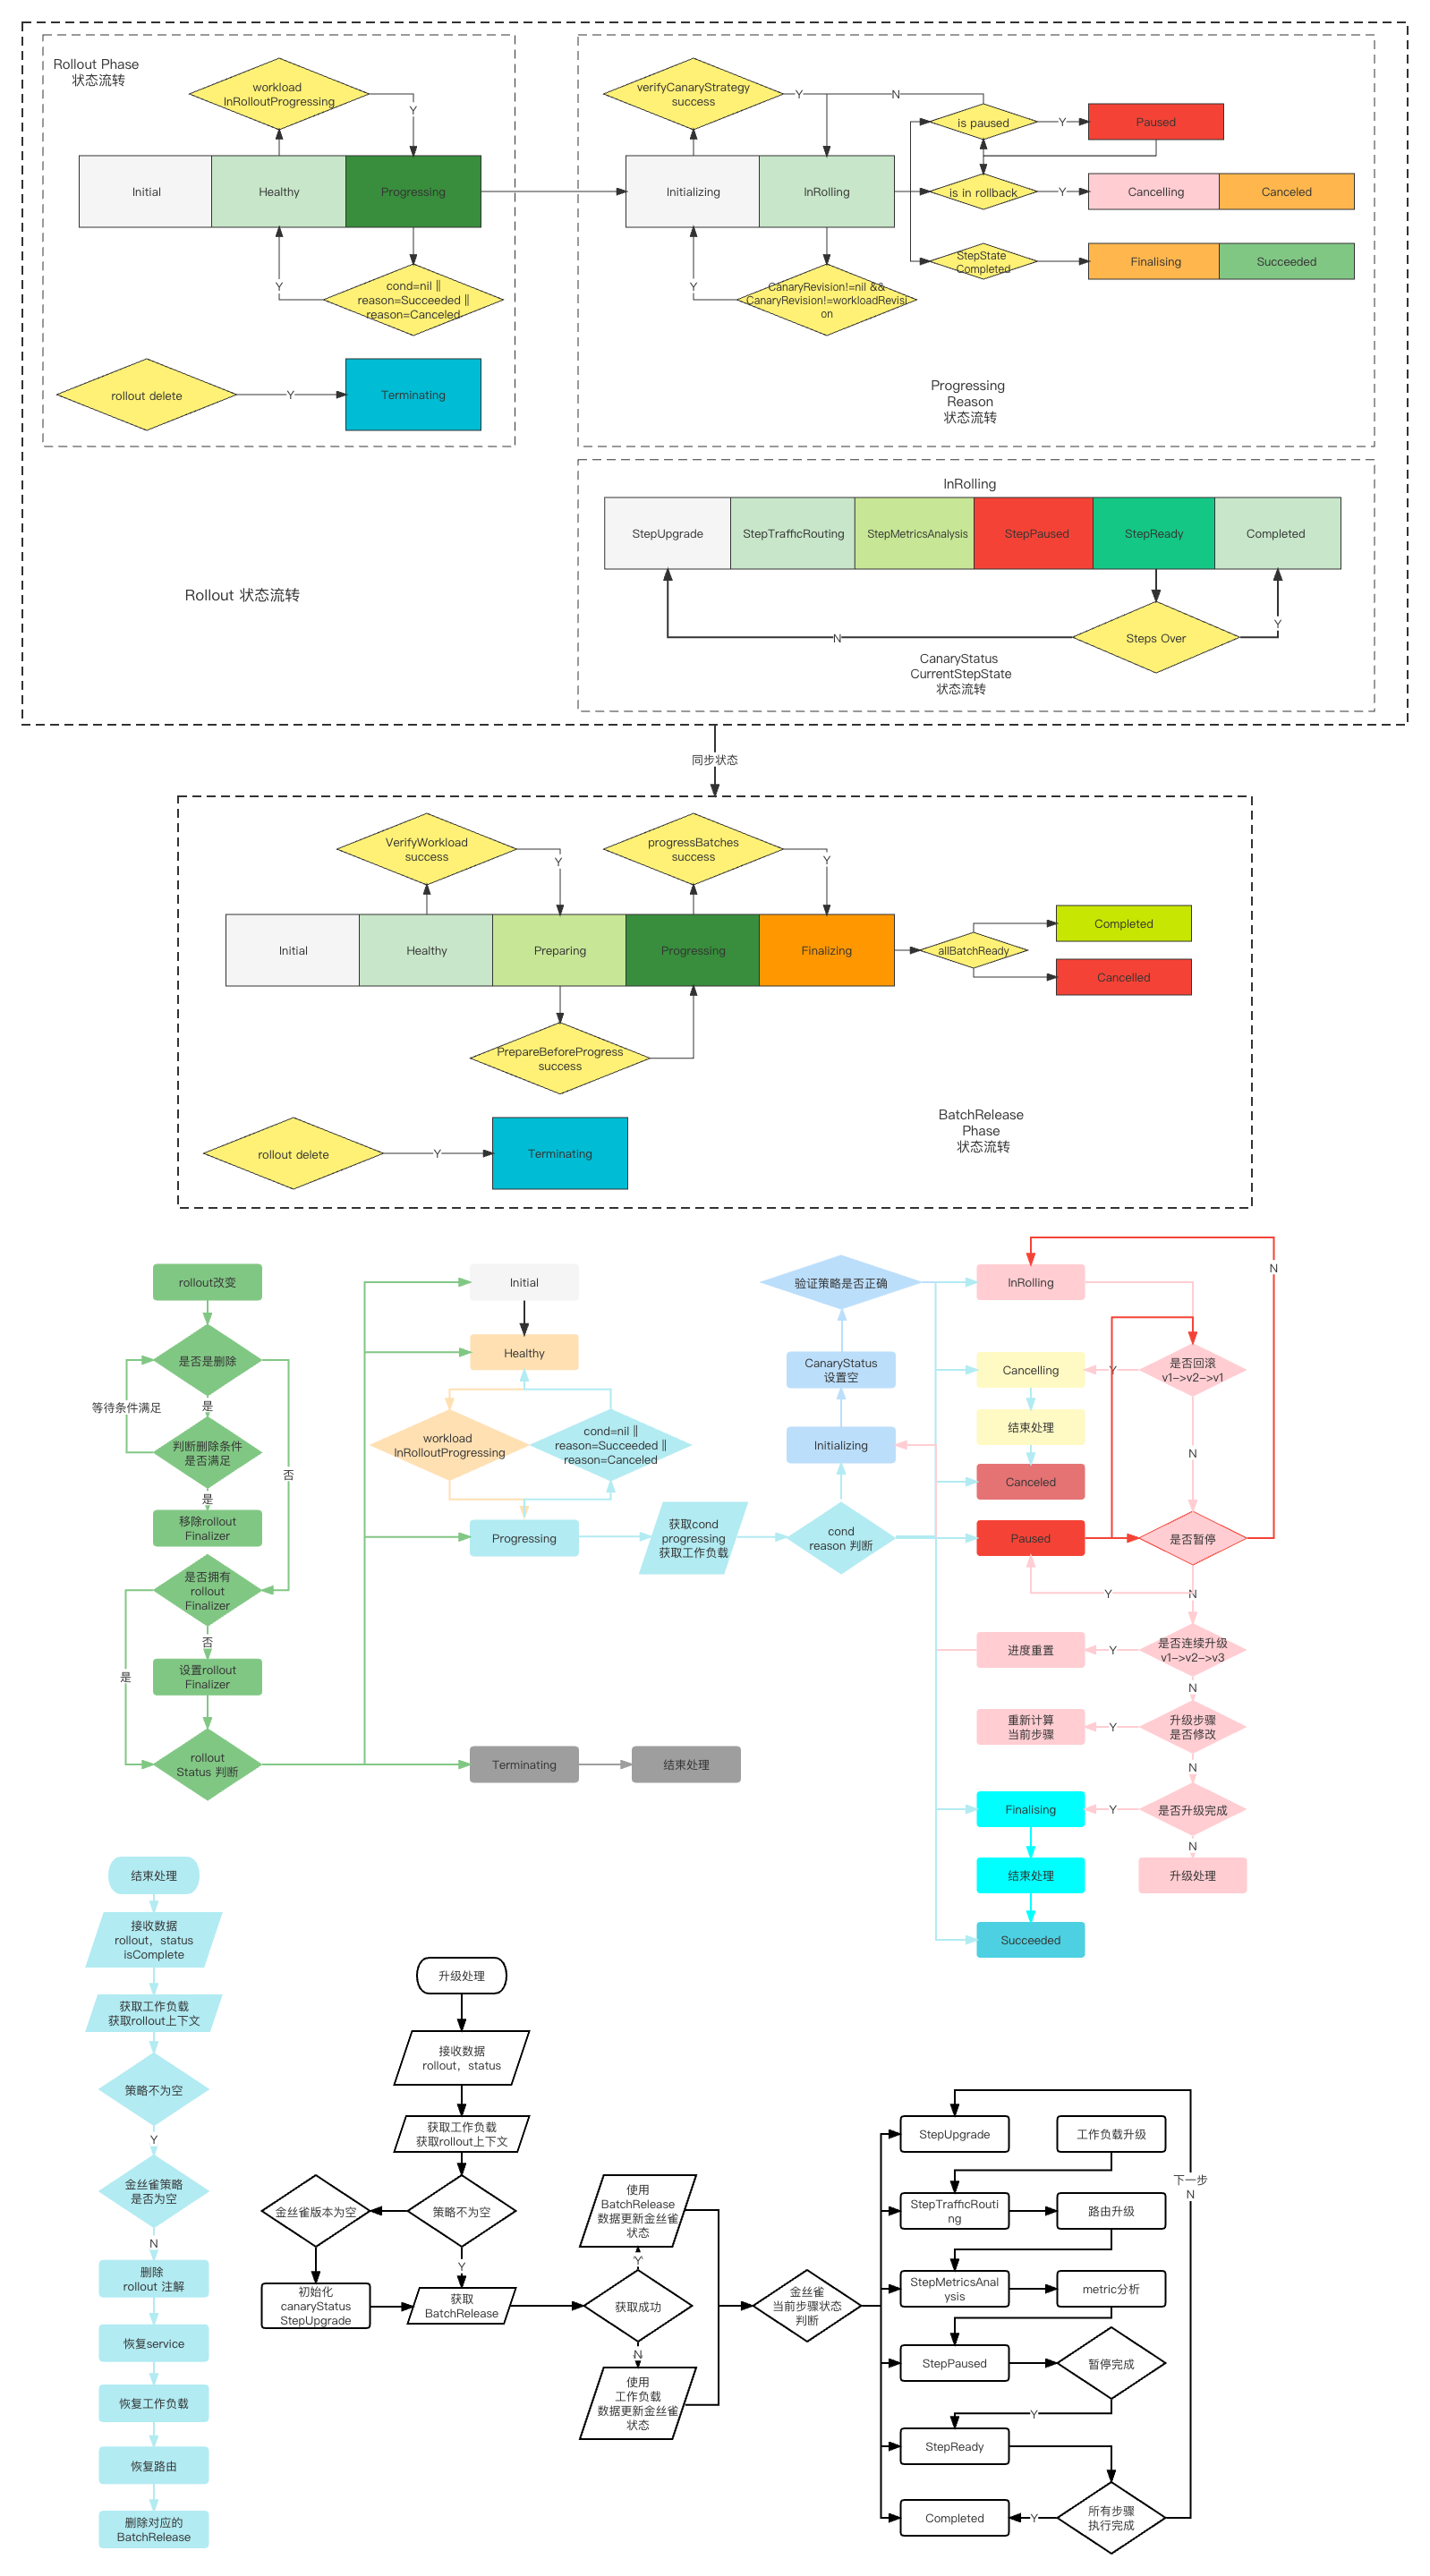 Rollout Phase
状态流转
workload
InRolloutProgressing
Y
Initial
Healthy
Progressing
Y
cond=nil ||
reason=Succeeded ||
reason=Canceled
rollout delete
Y
Terminating
verifyCanaryStrategy
success
Y
N
is paused
Y
Paused
Initializing
InRolling
is in rollback
Y
Cancelling
Canceled
StepState
Completed
Finalising
Succeeded
Y
CanaryRevision!=nil &&
CanaryRevision!=workloadRevisi
on
Progressing
Reason
状态流转
InRolling
StepUpgrade
StepTrafficRouting
StepMetricsAnalysis
StepPaused
StepReady
Completed
Rollout 状态流转
N
Steps Over
Y
CanaryStatus
CurrentStepState
状态流转
同步状态
VerifyWorkload
success
Y
progressBatches
success
Y
Initial
Healthy
Preparing
Progressing
Finalizing
allBatchReady
Completed
Cancelled
PrepareBeforeProgress
success
BatchRelease
Phase
状态流转
rollout delete
Y
Terminating
rollout改变
是否是删除
等待条件满足
是
判断删除条件
是否满足
否
是
移除rollout
Finalizer
是否拥有
rollout
Finalizer
否
是
设置rollout
Finalizer
rollout
Status 判断
Initial
Healthy
workload
InRolloutProgressing
cond=nil ||
reason=Succeeded ||
reason=Canceled
Progressing
获取cond
progressing
获取工作负载
Terminating
结束处理
验证策略是否正确
CanaryStatus
设置空
Initializing
cond
reason 判断
InRolling
N
Cancelling
Y
是否回滚
v1->v2->v1
结束处理
N
Canceled
Paused
是否暂停
Y
N
进度重置
Y
是否连续升级
v1->v2->v3
N
重新计算
当前步骤
Y
升级步骤
是否修改
N
Finalising
Y
是否升级完成
N
结束处理
升级处理
Succeeded
结束处理
接收数据
rollout，status
isComplete
获取工作负载
获取rollout上下文
策略不为空
Y
金丝雀策略
是否为空
N
删除
rollout 注解
恢复service
恢复工作负载
恢复路由
删除对应的
BatchRelease
升级处理
接收数据
rollout，status
获取工作负载
获取rollout上下文
金丝雀版本为空
策略不为空
Y
初始化
canaryStatus
StepUpgrade
获取
BatchRelease
使用
BatchRelease
数据更新金丝雀
状态
Y
获取成功
N
使用
工作负载
数据更新金丝雀
状态
金丝雀
当前步骤状态
判断
StepUpgrade
工作负载升级
下一步
N
StepTrafficRouti
ng
路由升级
StepMetricsAnal
ysis
metric分析
StepPaused
暂停完成
Y
StepReady
Completed
Y
所有步骤
执行完成